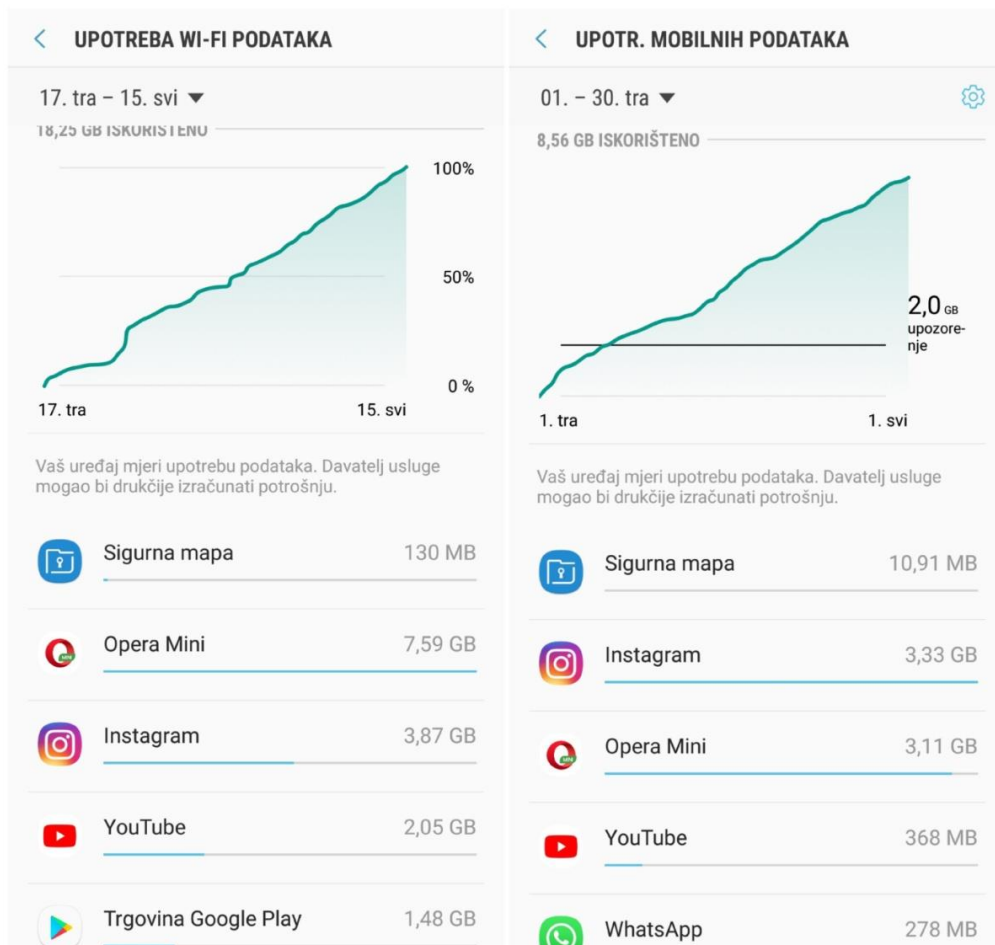 UPOTREBA WI-FI PODATAKA
17. tra – 15. svi
18,25 GB ISKORIŠTENO
100%
50%
0 %
17. tra
15. svi
Vaš uređaj mjeri upotrebu podataka. Davatelj usluge
mogao bi drukčije izračunati potrošnju.
Sigurna mapa
130 MB
Opera Mini
7,59 GB
Instagram
3,87 GB
YouTube
2,05 GB
Trgovina Google Play
1,48 GB
UPOTR. MOBILNIH PODATAKA
01. – 30. tra
8,56 GB ISKORIŠTENO
2,0 GB
upozore-
nje
1. tra
1. svi
Vaš uređaj mjeri upotrebu podataka. Davatelj usluge
mogao bi drukčije izračunati potrošnju.
Sigurna mapa
10,91 MB
Instagram
3,33 GB
Opera Mini
3,11 GB
YouTube
368 MB
WhatsApp
278 MB